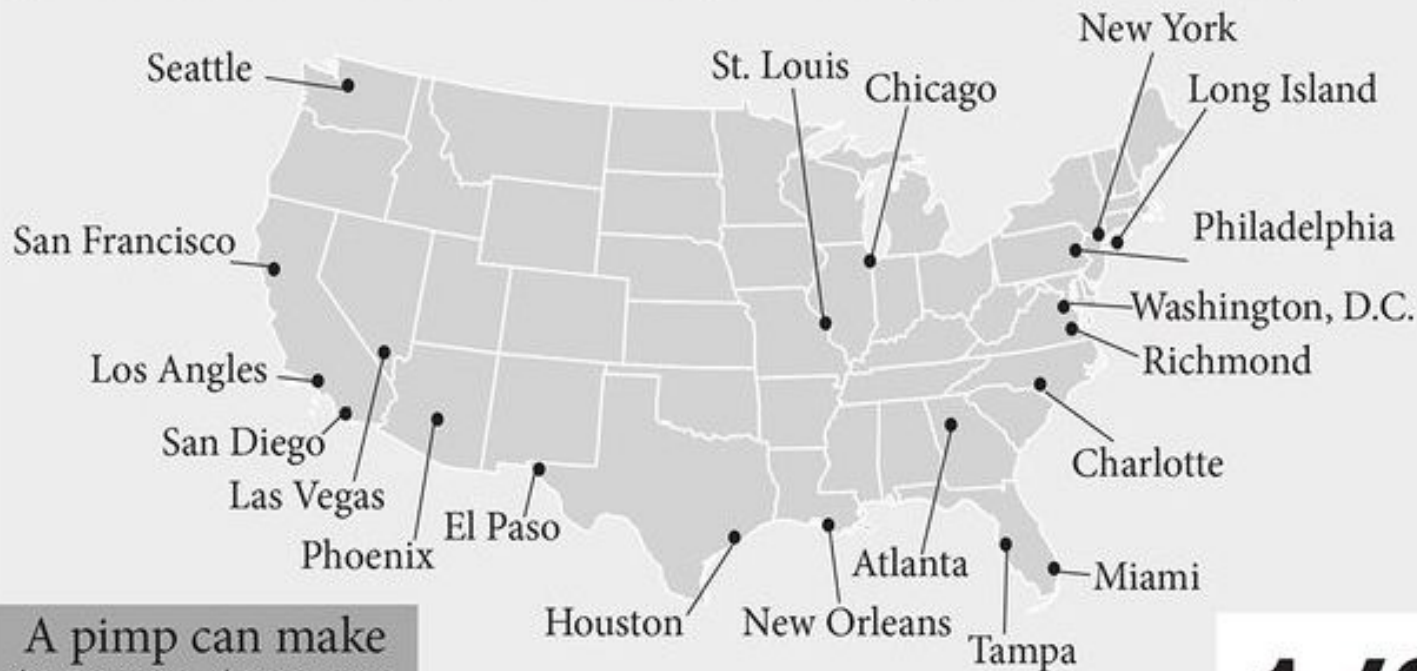 New York
Seattle
St. Louis
Chicago
Long Island
San Francisco
Philadelphia
Washington, D.C.
Los Angles
Richmond
San Diego
Charlotte
Las Vegas
El Paso
Phoenix
Atlanta
Miami
Houston
New Orleans
Tampa
A pimp can make